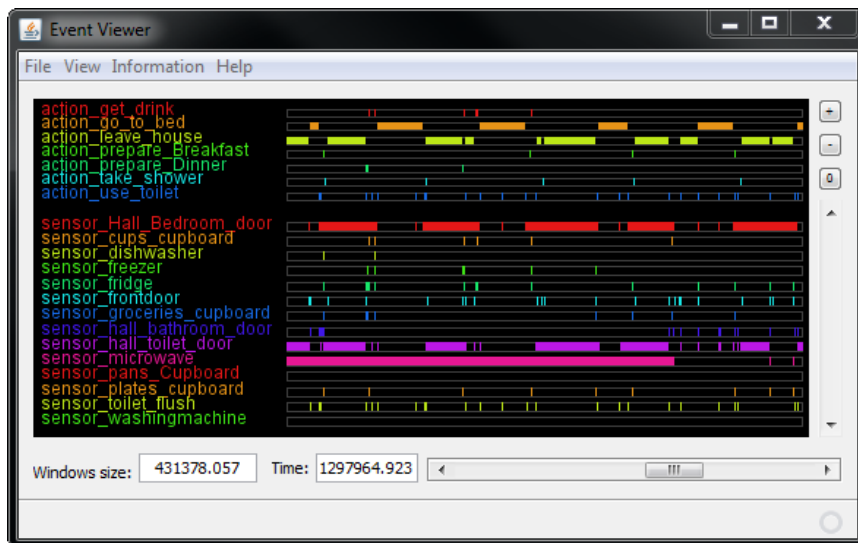 Event Viewer
File View Information Help
action_get_drink
action_go_to_bed
action_leave_house
action_prepare_Breakfast
action_prepare_Dinner
action_take_shower
action_use_toilet
sensor_Hall_Bedroom_door
sensor_cups_cupboard
sensor_dishwasher
sensor_freezer
sensor_fridge
sensor_frontdoor
sensor_groceries_cupboard
sensor_hall_bathroom_door
sensor_hall_toilet_door
sensor_microwave
sensor_pans_Cupboard
sensor_plates_cupboard
sensor_toilet_flush
sensor_washingmachine
+
-
0
Windows size: 431378.057 Time: 1297964.923